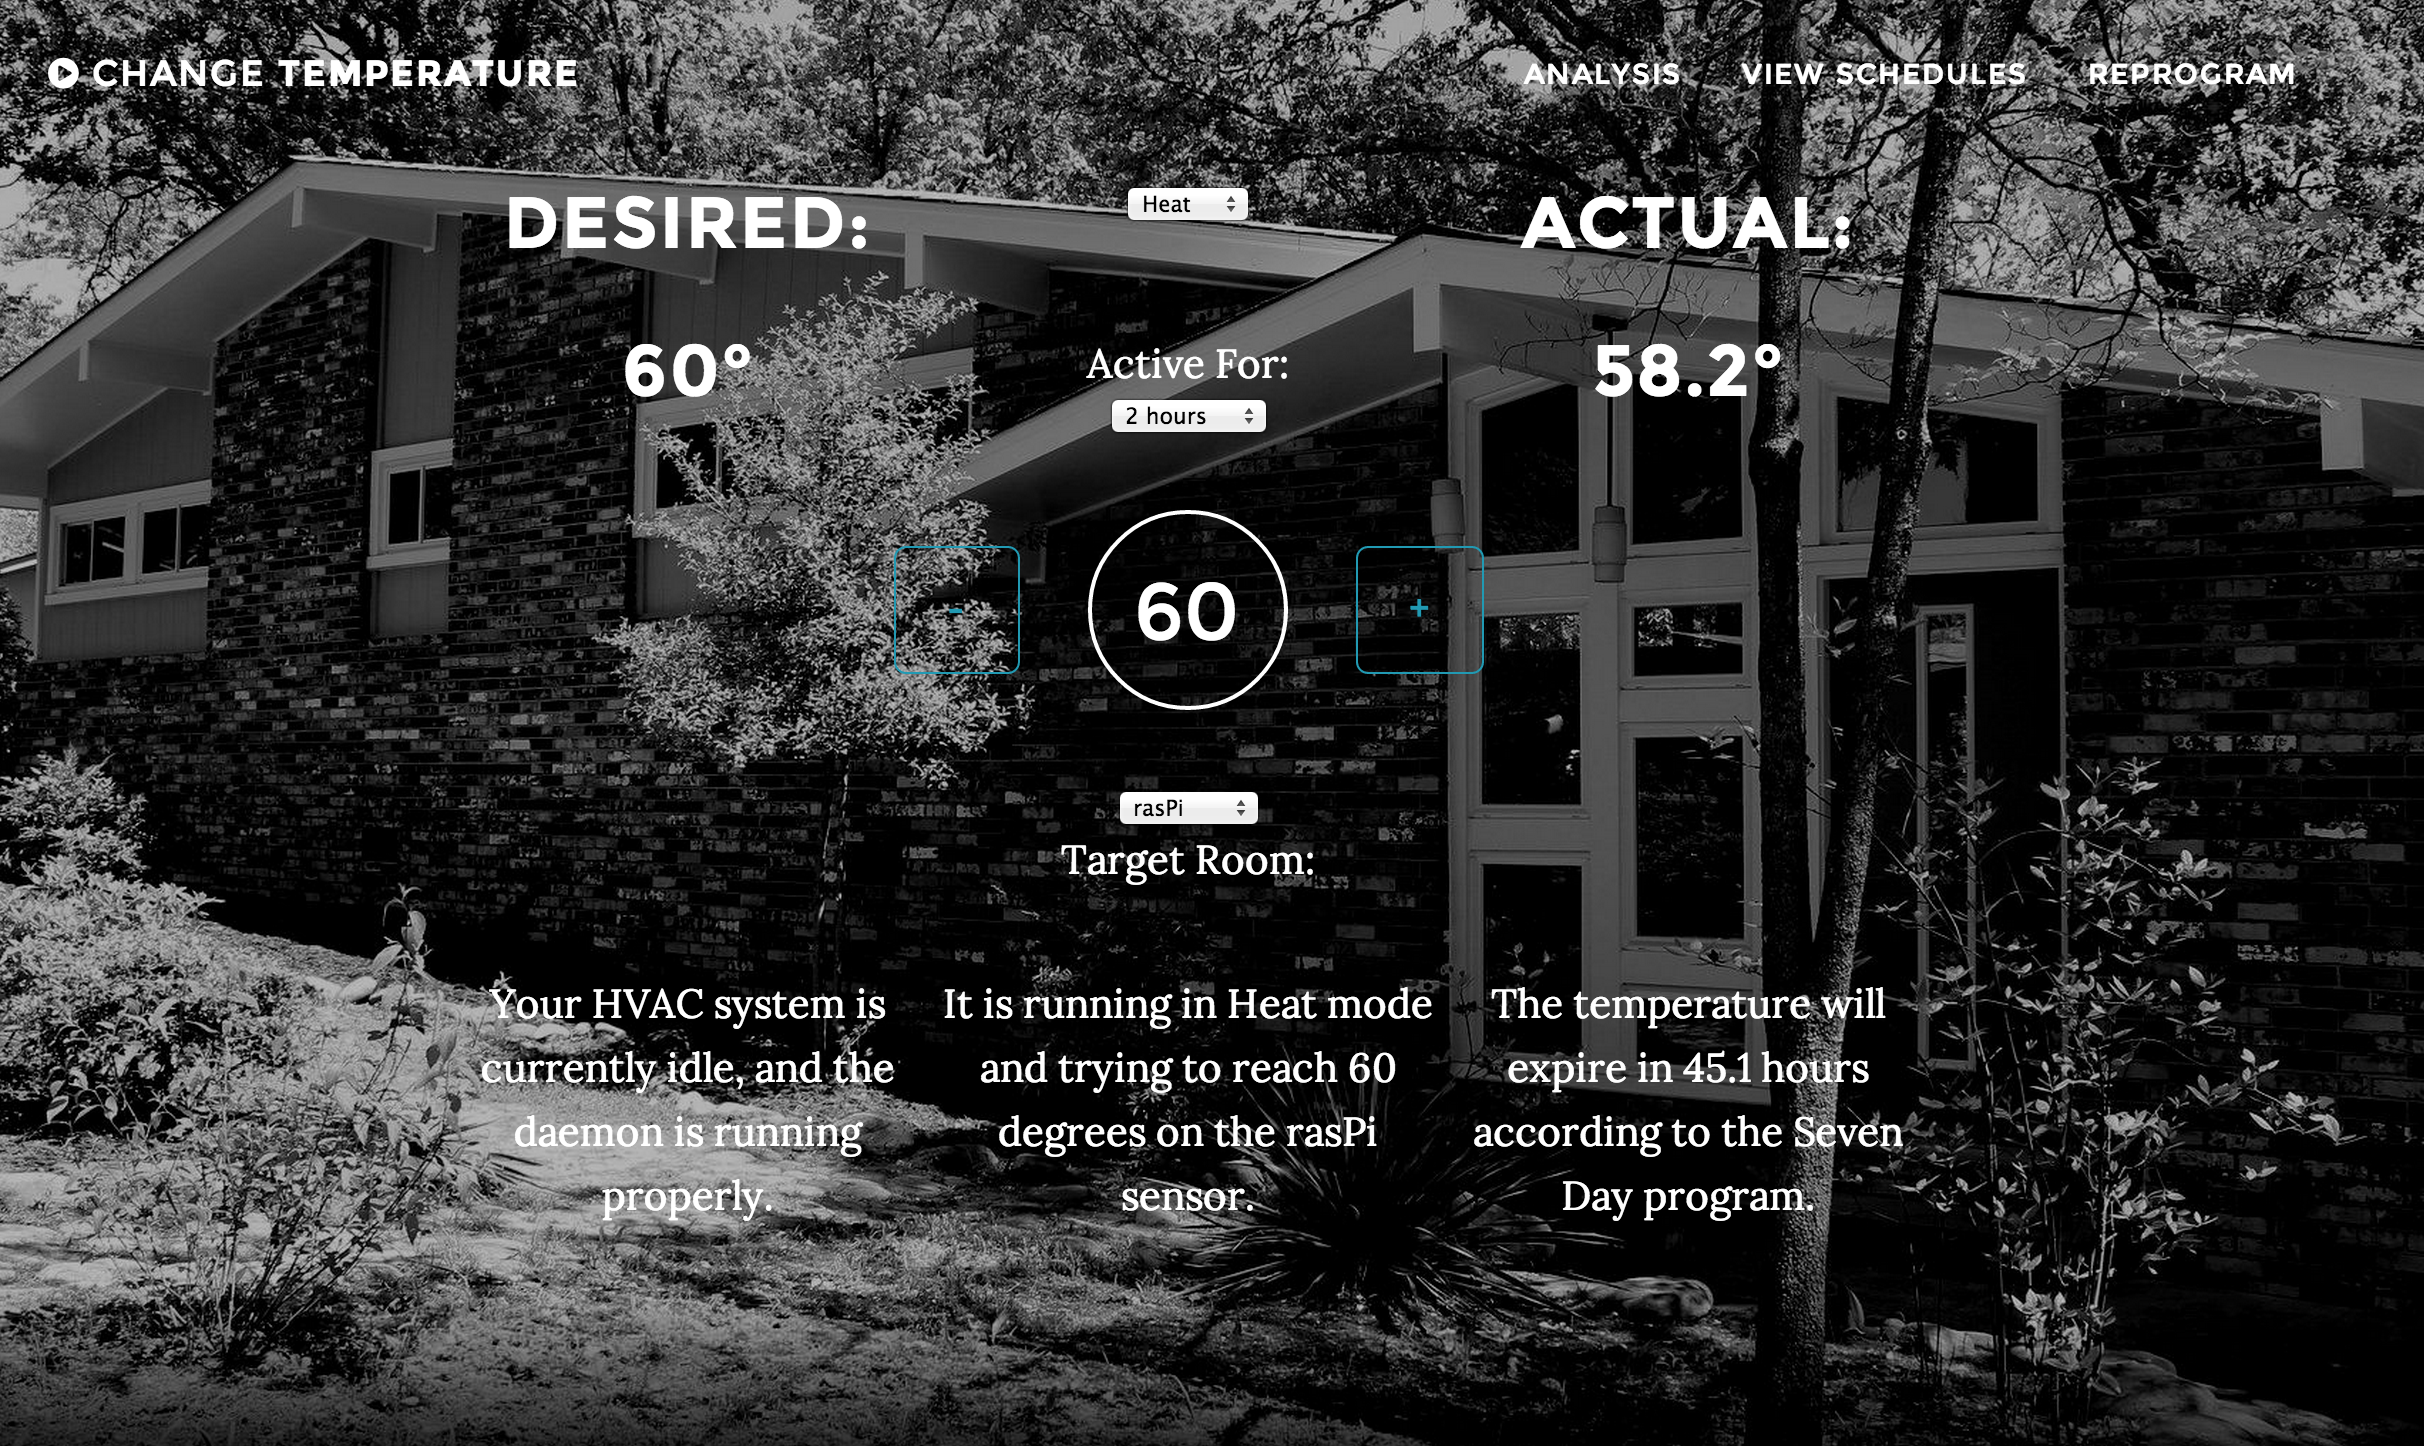 CHANGE TEMPERATURE
ANALYSIS
VIEW SCHEDULES
REPROGRAM
DESIRED:
60°
Heat
Active For:
2 hours
ACTUAL:
58.2°
-
60
+
rasPi
Target Room:
Your HVAC system is
currently idle, and the
daemon is running
properly.
It is running in Heat mode
and trying to reach 60
degrees on the rasPi
sensor.
The temperature will
expire in 45.1 hours
according to the Seven
Day program.